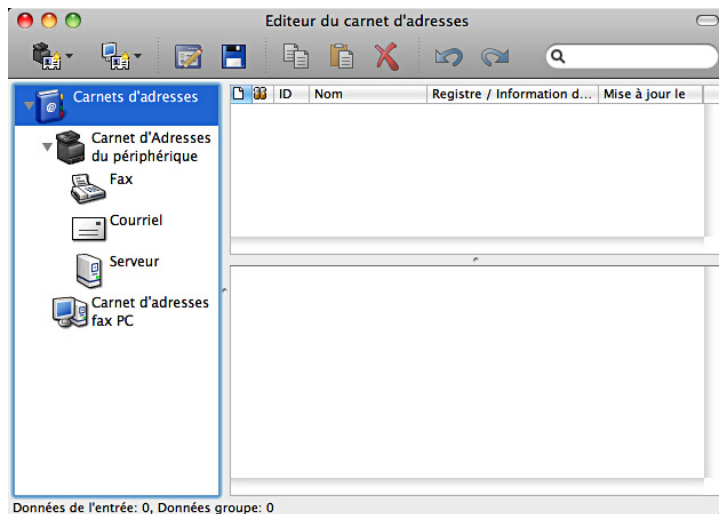 Editeur du carnet d'adresses
Carnets d'adresses
Carnet d'Adresses
du périphérique
Fax
Courriel
Serveur
Carnet d'adresses
fax PC
ID Nom Registre / Information d... Mise à jour le
Données de l'entrée: 0, Données groupe: 0